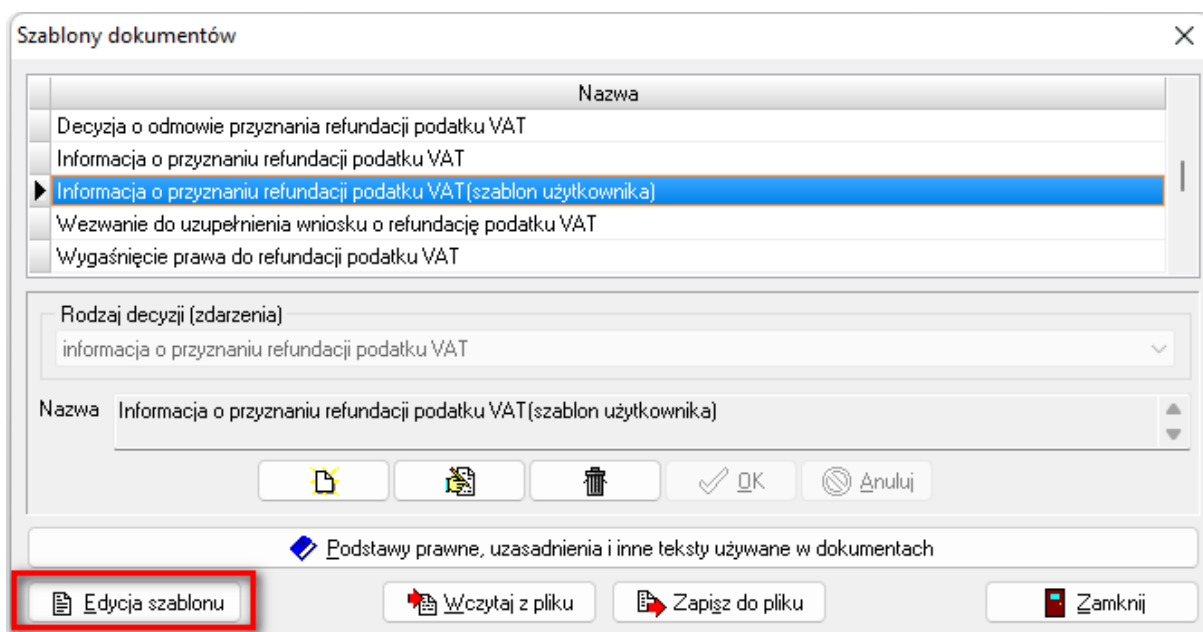 Szablony dokumentów
Nazwa
Decyzja o odmowie przyznania refundacji podatku VAT
Informacja o przyznaniu refundacji podatku VAT
Informacja o przyznaniu refundacji podatku VAT(szablon użytkownika)
Wezwanie do uzupełnienia wniosku o refundację podatku VAT
Wygaśnięcie prawa do refundacji podatku VAT
Rodzaj decyzji (zdarzenia)
informacja o przyznaniu refundacji podatku VAT
Nazwa Informacja o przyznaniu refundacji podatku VAT(szablon użytkownika)
OK Anuluj
Podstawy prawne, uzasadnienia i inne teksty używane w dokumentach
Edycja szablonu Wczytaj z pliku Zapisz do pliku Zamknij